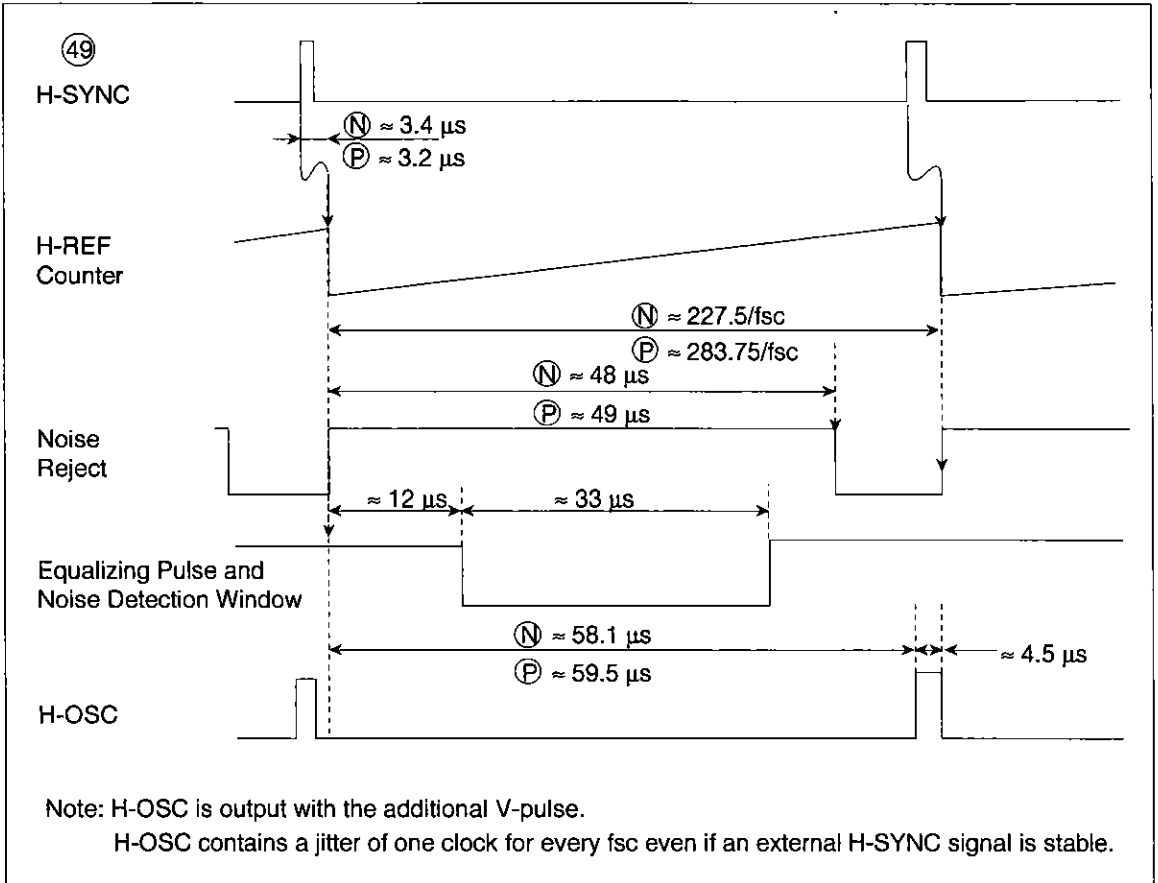 49
H-SYNC
N ≈ 3.4 μs
P ≈ 3.2 μs
H-REF
Counter
N ≈ 227.5/fsc
P ≈ 283.75/fsc
N ≈ 48 μs
P ≈ 49 μs
Noise
Reject
≈ 12 μs
≈ 33 μs
Equalizing Pulse and
Noise Detection Window
N ≈ 58.1 μs
P ≈ 59.5 μs
≈ 4.5 μs
H-OSC
Note: H-OSC is output with the additional V-pulse.
H-OSC contains a jitter of one clock for every fsc even if an external H-SYNC signal is stable.